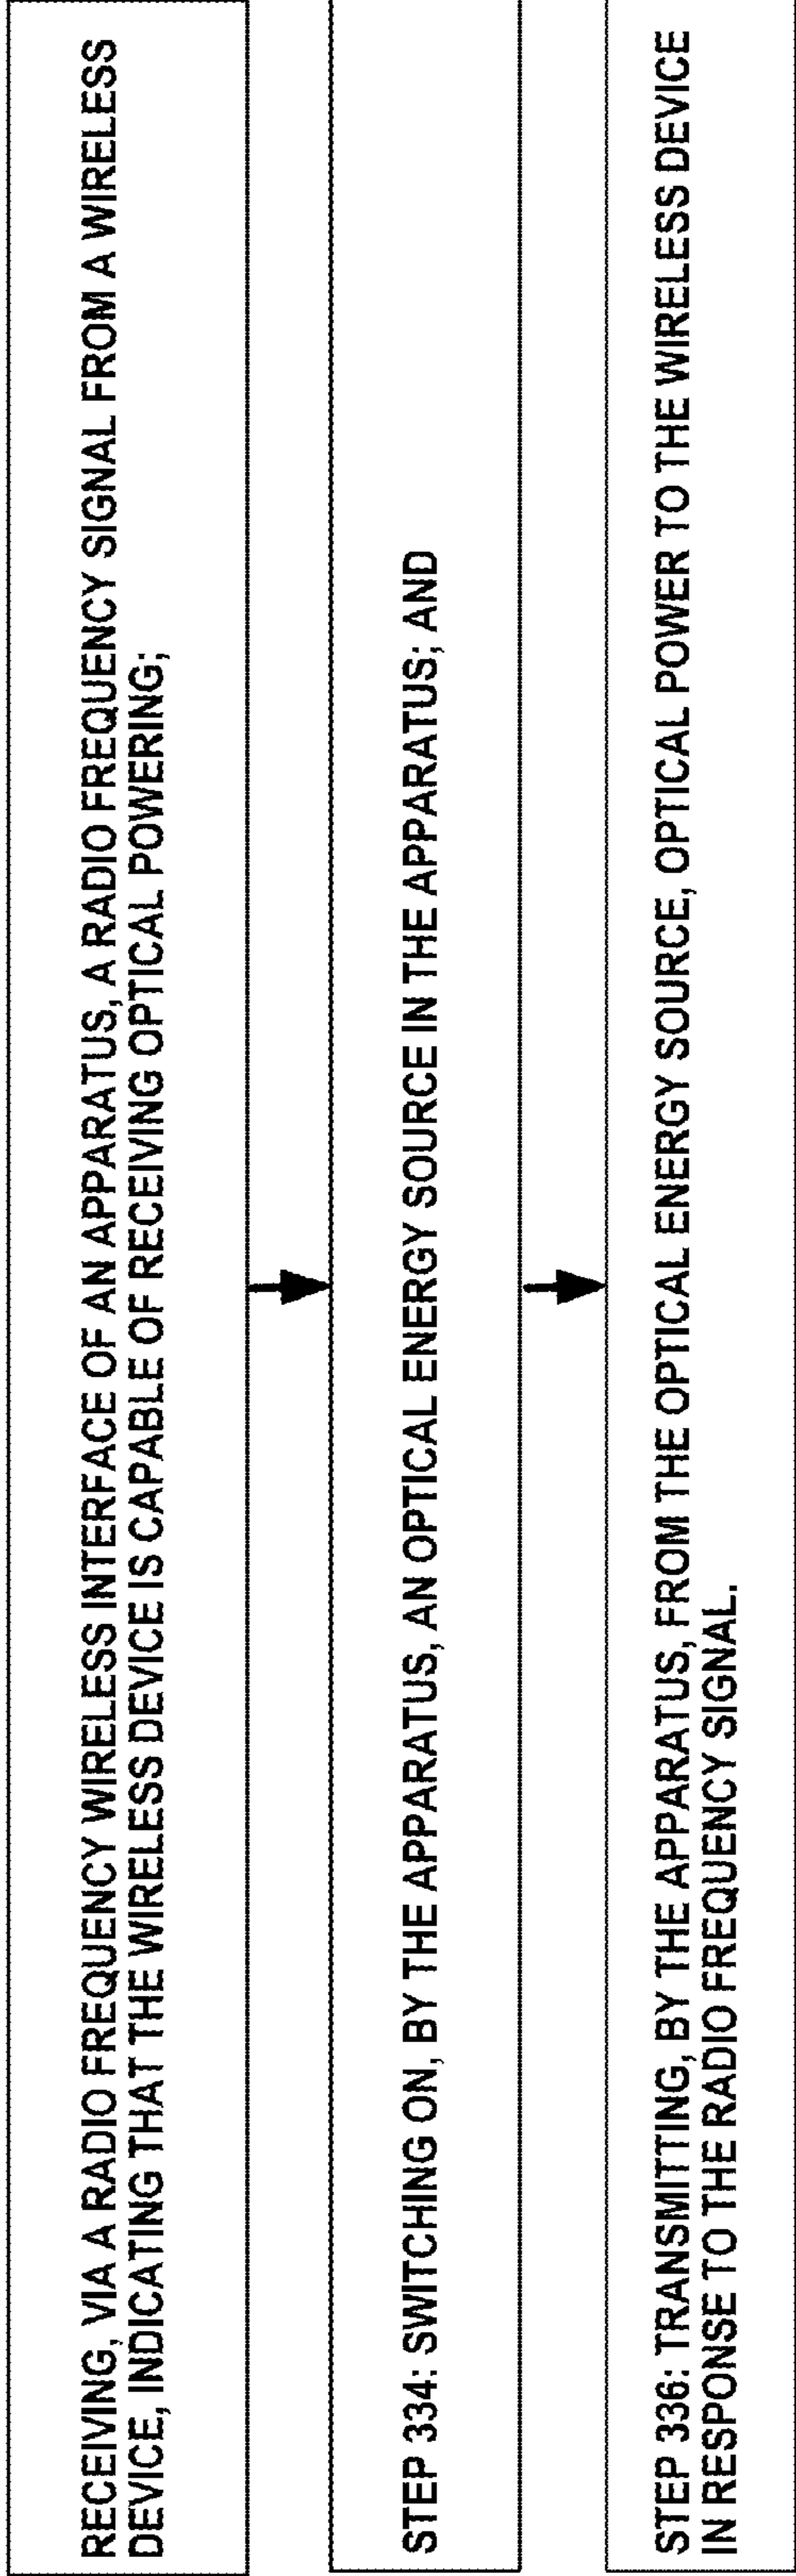 RECEIVING, VIA A RADIO FREQUENCY WIRELESS INTERFACE OF AN APPARATUS, A RADIO FREQUENCY SIGNAL FROM A WIRELESS
DEVICE, INDICATING THAT THE WIRELESS DEVICE IS CAPABLE OF RECEIVING OPTICAL POWERING;
STEP 334: SWITCHING ON, BY THE APPARATUS, AN OPTICAL ENERGY SOURCE IN THE APPARATUS; AND
STEP 336: TRANSMITTING, BY THE APPARATUS, FROM THE OPTICAL ENERGY SOURCE, OPTICAL POWER TO THE WIRELESS DEVICE
IN RESPONSE TO THE RADIO FREQUENCY SIGNAL.